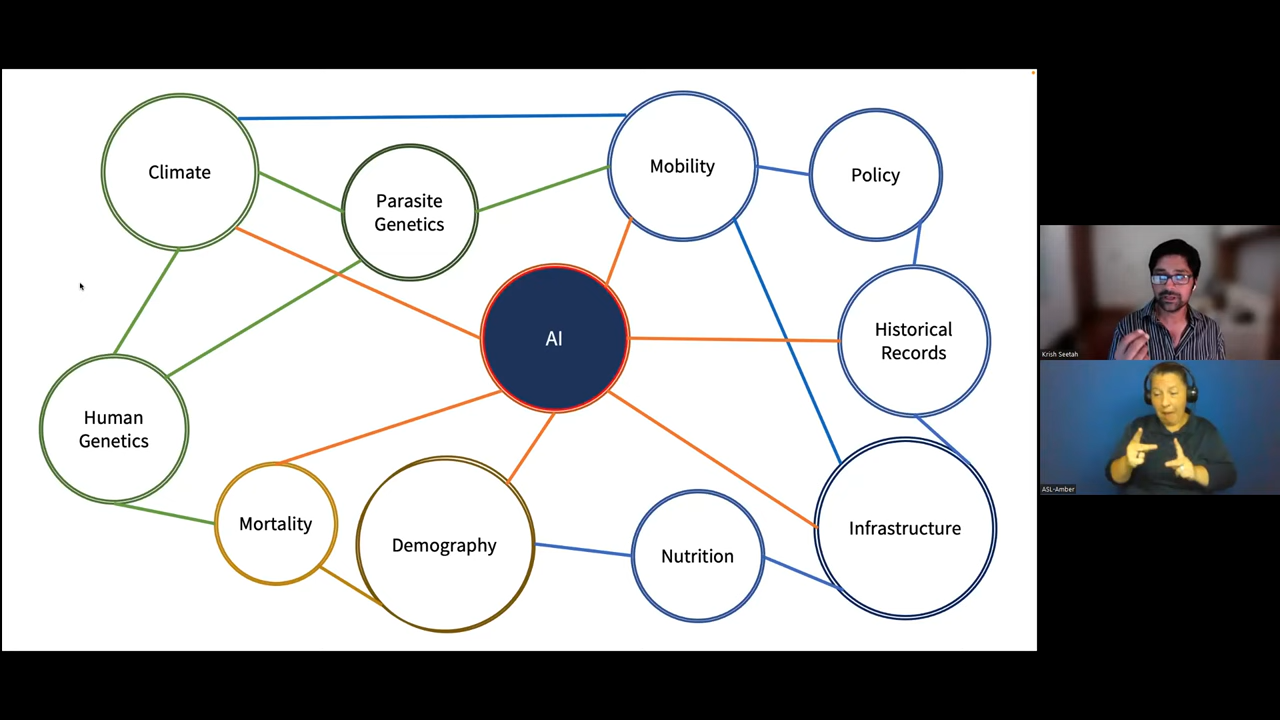 Climate
Parasite
Genetics
Mobility
Policy
AI
Historical
Records
Human
Genetics
Mortality
Demography
Nutrition
Infrastructure
Krish Seetah
ASL-Amber